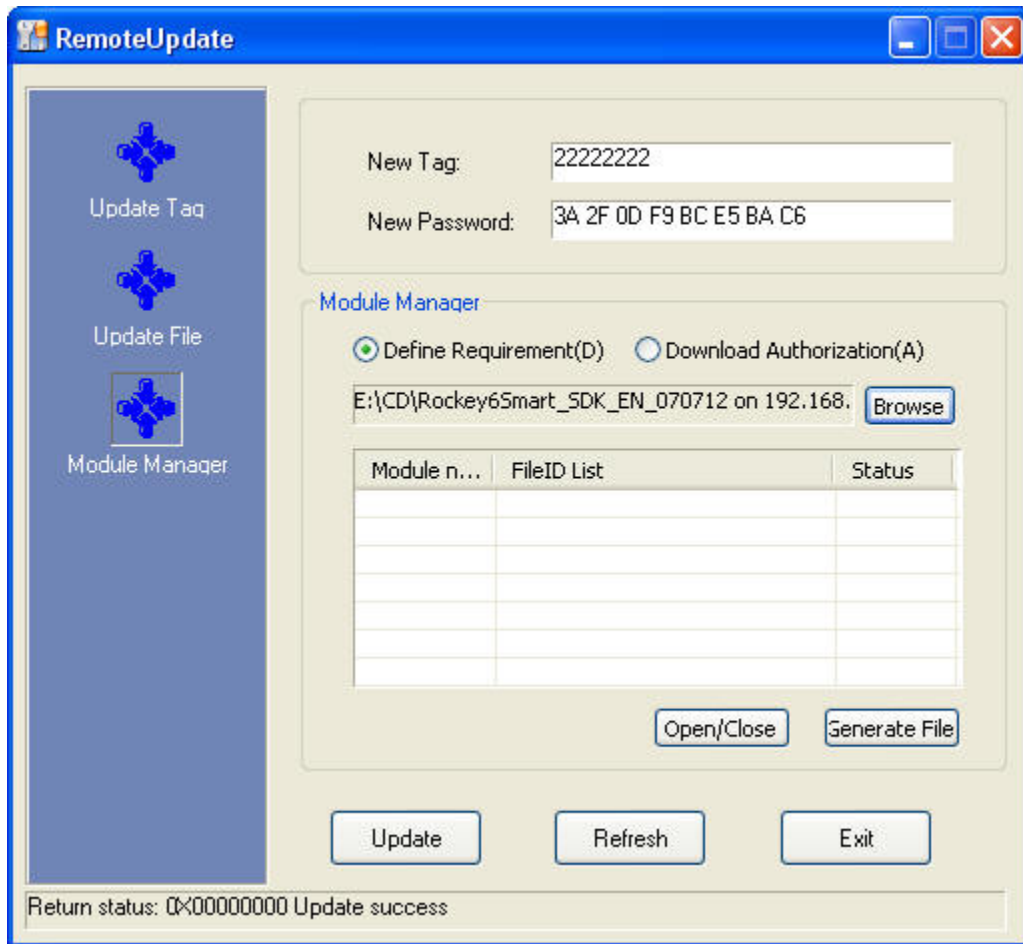 RemoteUpdate
Update Tag
Update File
Module Manager
New Tag: 22222222
New Password: 3A 2F 0D F9 BC E5 BA C6
Module Manager
Define Requirement(D) Download Authorization(A)
E:\CD\Rockey6Smart_SDK_EN_070712 on 192.168. Browse
Module n... FileID List Status
Open/Close Generate File
Update Refresh Exit
Return status: 0X00000000 Update success